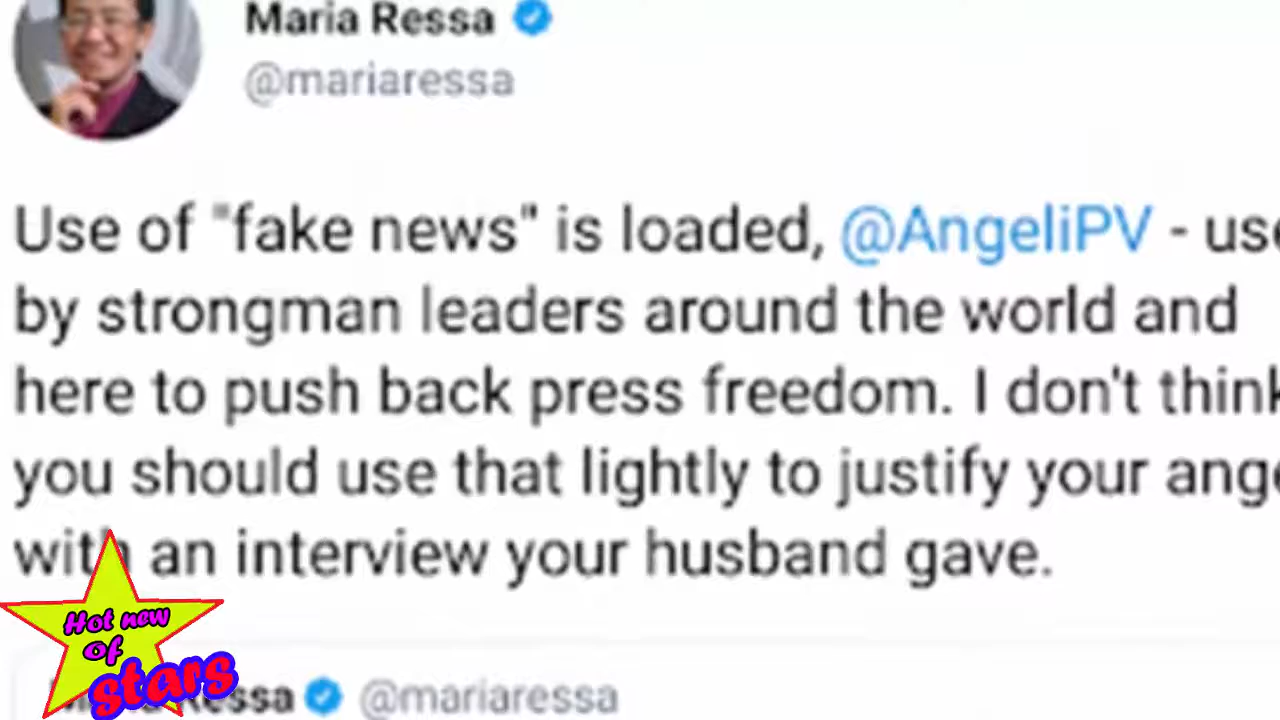 Maria Ressa
@mariaressa
Use of "fake news" is loaded, @AngeliPV - use
by strongman leaders around the world and
here to push back press freedom. I don't think
you should use that lightly to justify your ange
with an interview your husband gave.
Hot new
of
stars
Ressa @mariaressa